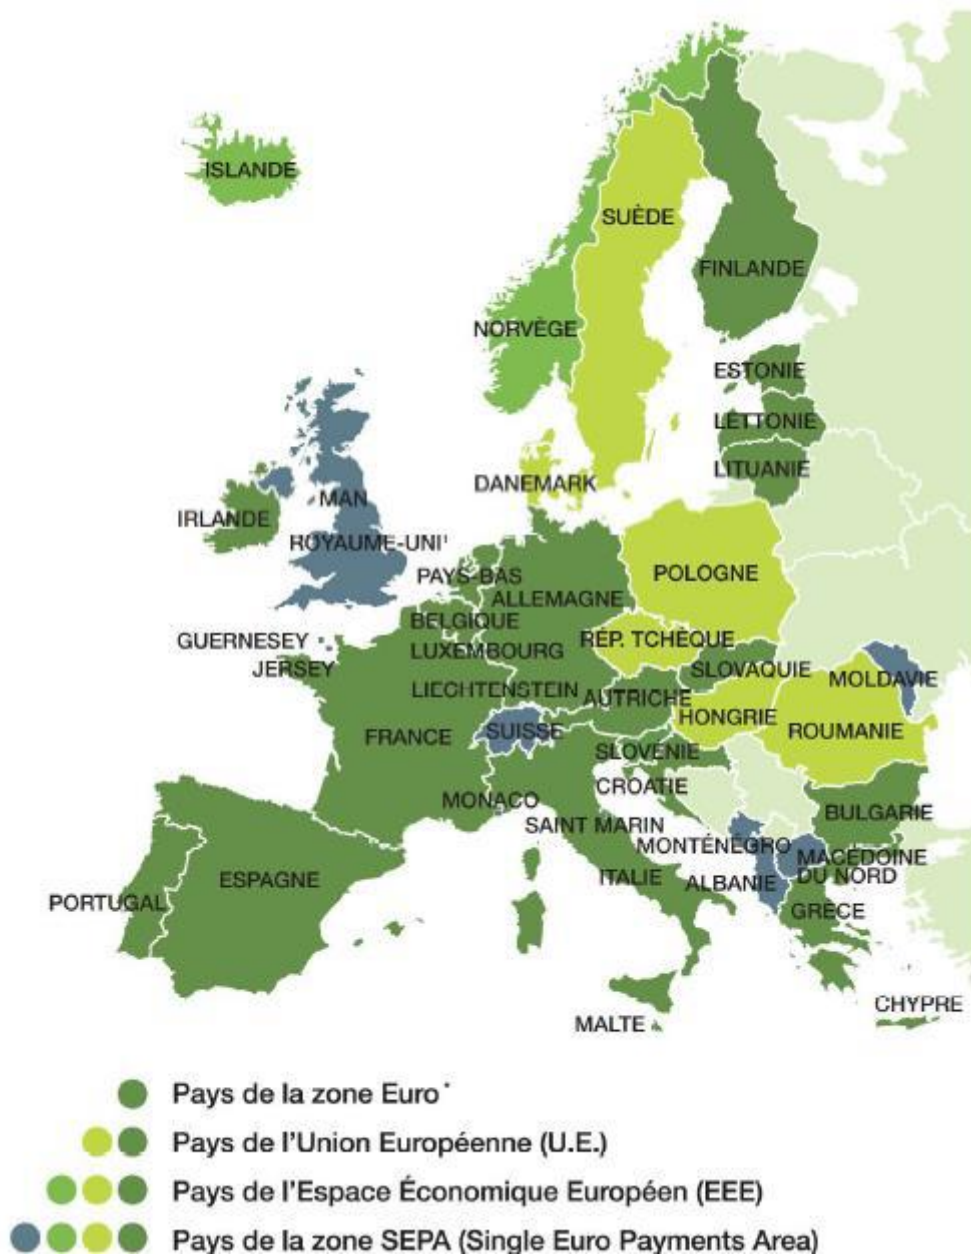 ISLANDE
SUÈDE
FINLANDE
NORVÈGE
ESTONIE
LETTONIE
LITUANIE
DANEMARK
MAN
IRLANDE
ROYAUME-UNI¹
PAYS-BAS
POLOGNE
ALLEMAGNE
BELGIQUE
GUERNESEY
LUXEMBOURG
RÉP. TCHÈQUE
JERSEY
SLOVAQUIE
MOLDAVIE
LIECHTENSTEIN
AUTRICHE
HONGRIE
FRANCE
SUISSE
ROUMANIE
SLOVÉNIE
CROATIE
MONACO
BULGARIE
SAINT MARIN
MONTÉNÉGRO
MACÉDOINE
DU NORD
ESPAGNE
ITALIE
ALBANIE
PORTUGAL
GRÈCE
CHYPRE
MALTE
Pays de la zone Euro*
Pays de l'Union Européenne (U.E.)
Pays de l'Espace Économique Européen (EEE)
Pays de la zone SEPA (Single Euro Payments Area)